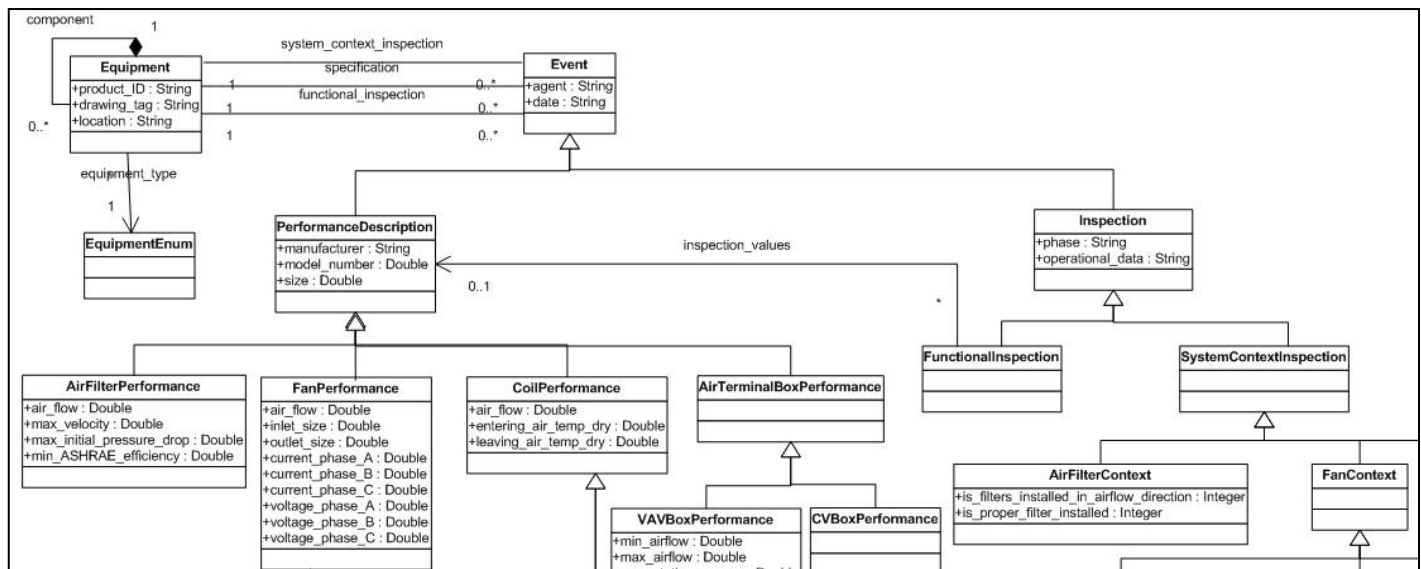 component
1
system_context_inspection
Equipment
specification
Event
+product_ID : String
1
0..*
+agent : String
+drawing_tag : String
functional_inspection
+date : String
+location : String
1
0..*
0..*
1
0..*
equipment_type
1
PerformanceDescription
Inspection
EquipmentEnum
+manufacturer : String
inspection_values
+phase : String
+model_number : Double
+operational_data : String
+size : Double
0..1
*
FunctionalInspection
SystemContextInspection
AirFilterPerformance
FanPerformance
CoilPerformance
AirTerminalBoxPerformance
+air_flow : Double
+max_velocity : Double
+max_initial_pressure_drop : Double
+min_ASHRAE_efficiency : Double
+air_flow : Double
+inlet_size : Double
+outlet_size : Double
+current_phase_A : Double
+current_phase_B : Double
+current_phase_C : Double
+voltage_phase_A : Double
+voltage_phase_B : Double
+voltage_phase_C : Double
+air_flow : Double
+entering_air_temp_dry : Double
+leaving_air_temp_dry : Double
AirFilterContext
FanContext
+is_filters_installed_in_airflow_direction : Integer
+is_proper_filter_installed : Integer
VAVBoxPerformance
CVBoxPerformance
+min_airflow : Double
+max_airflow : Double